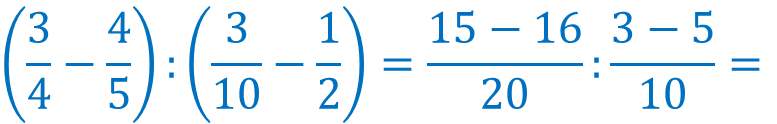 (3/4 − 4/5) : (3/10 − 1/2) = (15 − 16)/20 : (3 − 5)/10 =